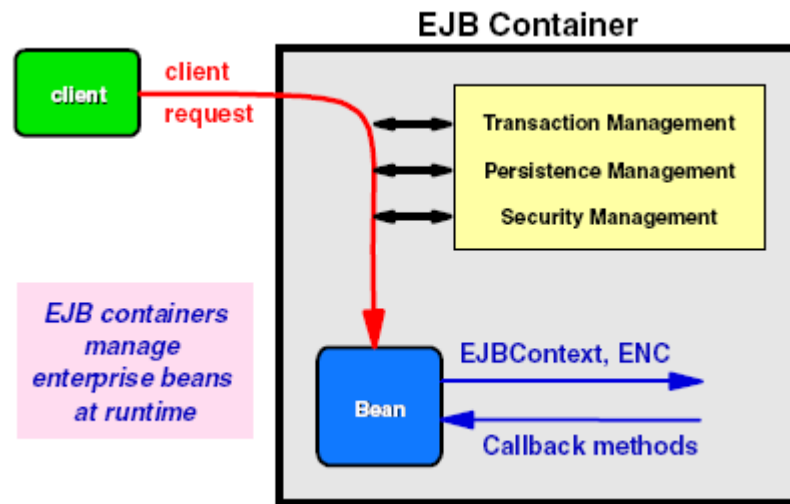 EJB Container
client
client
request
Transaction Management
Persistence Management
Security Management
EJB containers
manage
enterprise beans
at runtime
Bean
EJBContext, ENC
Callback methods